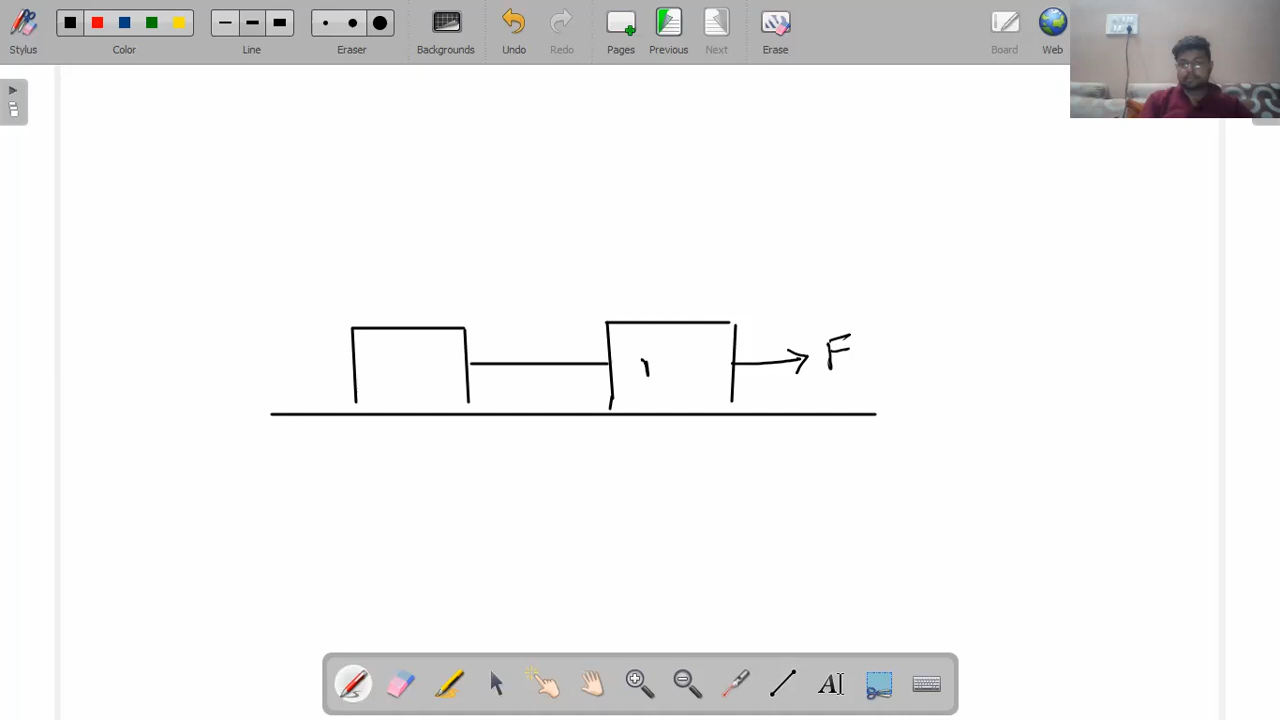 Stylus
Color
Line
Eraser
Backgrounds
Undo
Redo
Pages
Previous
Next
Erase
Board
Web
F